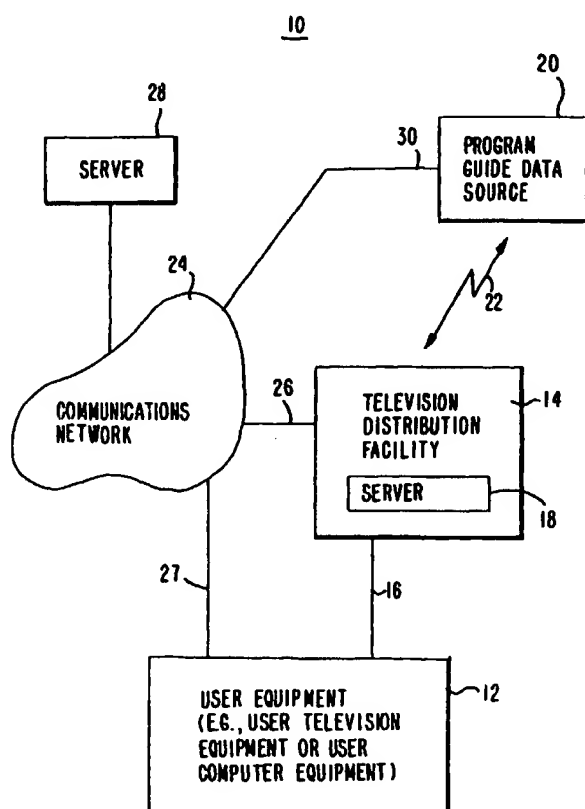 10
28
SERVER
20
PROGRAM
GUIDE DATA
SOURCE
30
22
24
COMMUNICATIONS
NETWORK
26
TELEVISION
DISTRIBUTION
FACILITY
14
SERVER
18
27
16
USER EQUIPMENT
(E.G., USER TELEVISION
EQUIPMENT OR USER
COMPUTER EQUIPMENT)
12